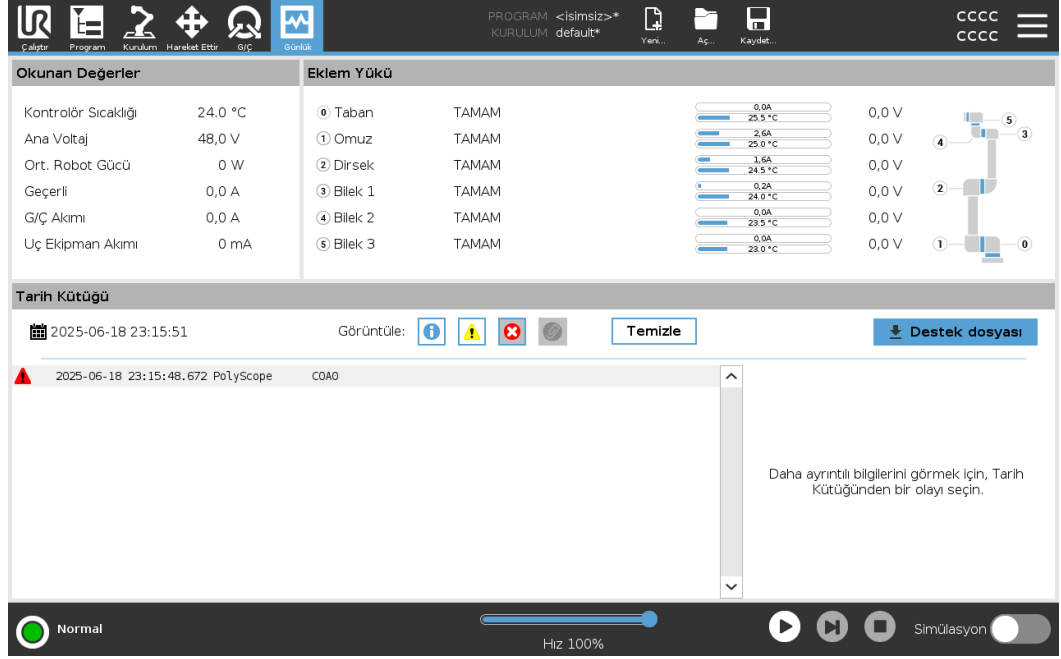 UR
PROGRAM <isimsiz>*
KURULUM default*
Çalıştır Program Kurulum Hareket Ettir G/Ç Günlük
Yeni... Aç... Kaydet...
CCCC
CCCC
Okunan Değerler
Kontrolör Sıcaklığı 24.0 °C
Ana Voltaj 48,0 V
Ort. Robot Gücü 0 W
Geçerli 0,0 A
G/Ç Akımı 0,0 A
Uç Ekipman Akımı 0 mA
Eklem Yükü
0 Taban TAMAM 0,0A 25.5 °C 0,0 V
1 Omuz TAMAM 2,6A 25.0 °C 0,0 V
2 Dirsek TAMAM 1,6A 24.5 °C 0,0 V
3 Bilek 1 TAMAM 0,2A 24.0 °C 0,0 V
4 Bilek 2 TAMAM 0,0A 23.5 °C 0,0 V
5 Bilek 3 TAMAM 0,0A 23.0 °C 0,0 V
5
4 3
2
1 0
Tarih Kütüğü
2025-06-18 23:15:51 Görüntüle: Temizle Destek dosyası
2025-06-18 23:15:48.672 PolyScope C0A0
Daha ayrıntılı bilgilerini görmek için, Tarih
Kütüğünden bir olayı seçin.
Normal
Hız 100%
Simülasyon